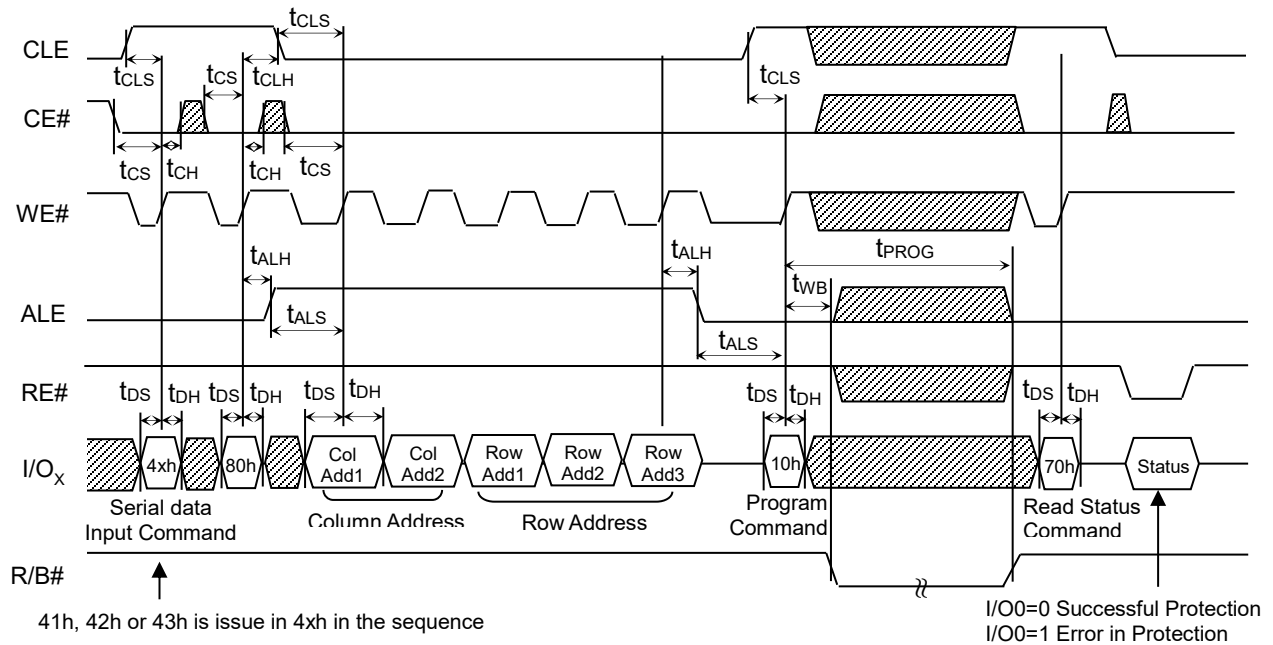 tCLS
CLE
tCLS tCS tCLH tCLS
CE#
tCS tCH tCH tCS
WE#
tALH tALH tPROG
tWB
ALE
tALS tALS
RE#
tDS tDH tDS tDH tDS tDH tDS tDH tDS tDH
I/OX 4xh 80h Col Add1 Col Add2 Row Add1 Row Add2 Row Add3 10h 70h Status
Serial data
Input Command
Column Address
Row Address
Program
Command
Read Status
Command
R/B#
41h, 42h or 43h is issue in 4xh in the sequence
I/O0=0 Successful Protection
I/O0=1 Error in Protection